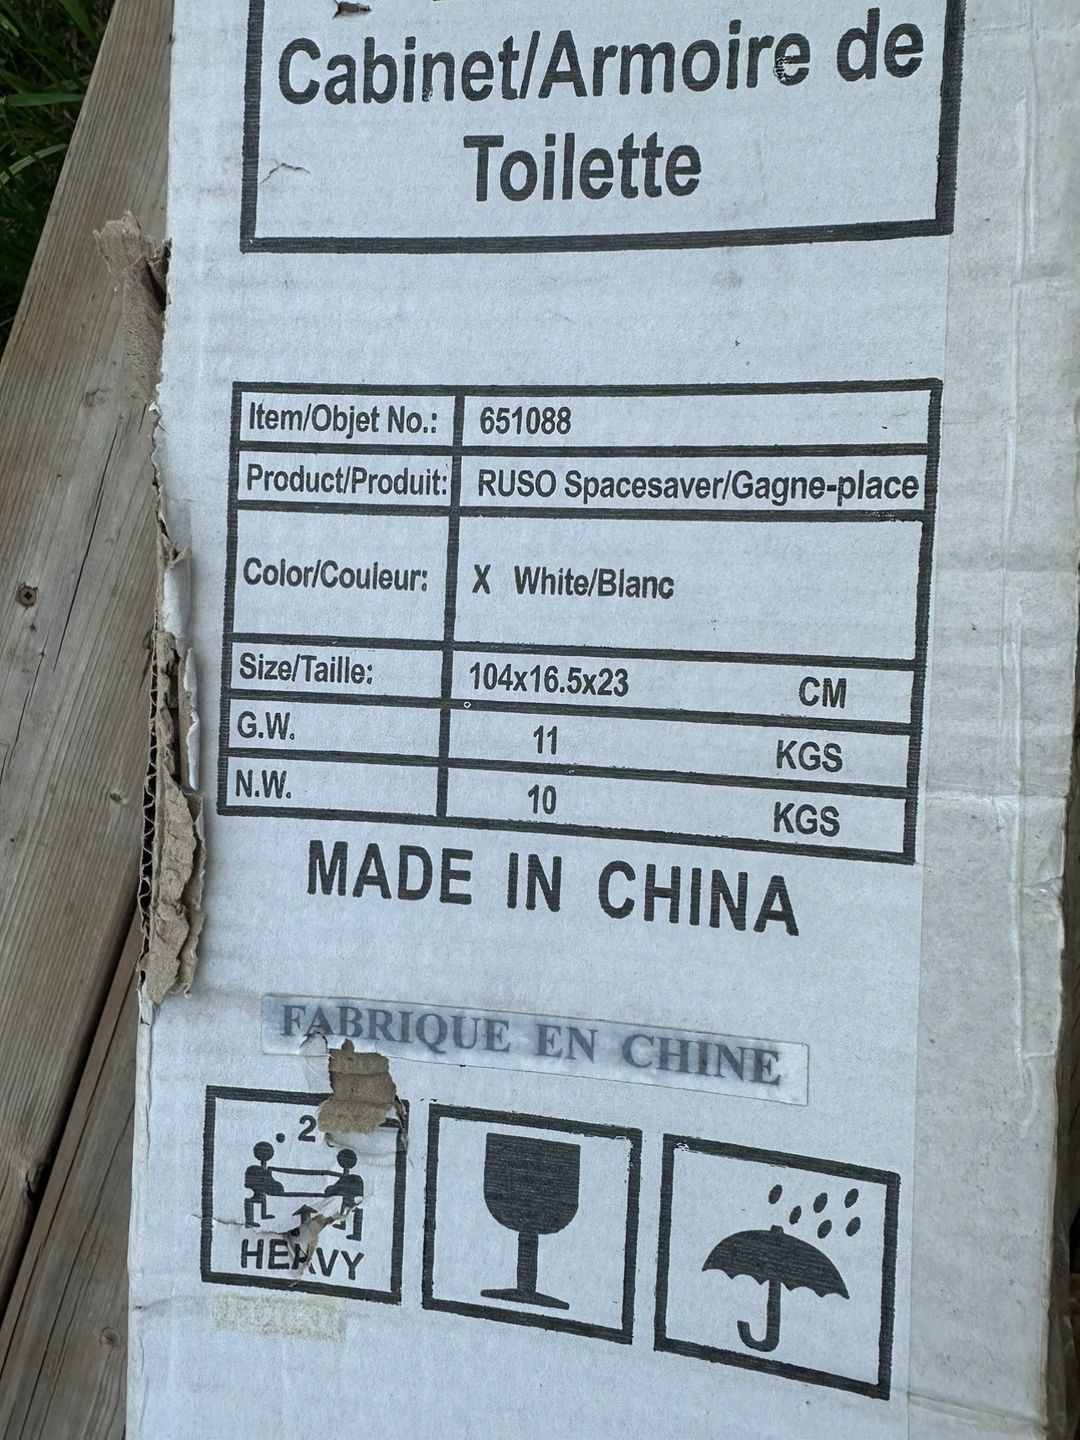 Cabinet/Armoire de
Toilette
Item/Objet No.: 651088
Product/Produit: RUSO Spacesaver/Gagne-place
Color/Couleur: X White/Blanc
Size/Taille: 104x16.5x23 CM
G.W. 11 KGS
N.W. 10 KGS
MADE IN CHINA
FABRIQUE EN CHINE
2
HEAVY